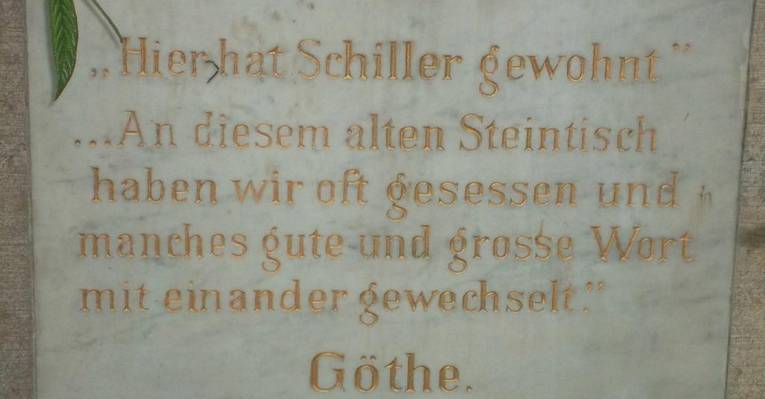 „Hier hat Schiller gewohnt”
...An diesem alten Steintisch
haben wir oft gesessen und
manches gute und grosse Wort
mit einander gewechselt.”
Göthe.